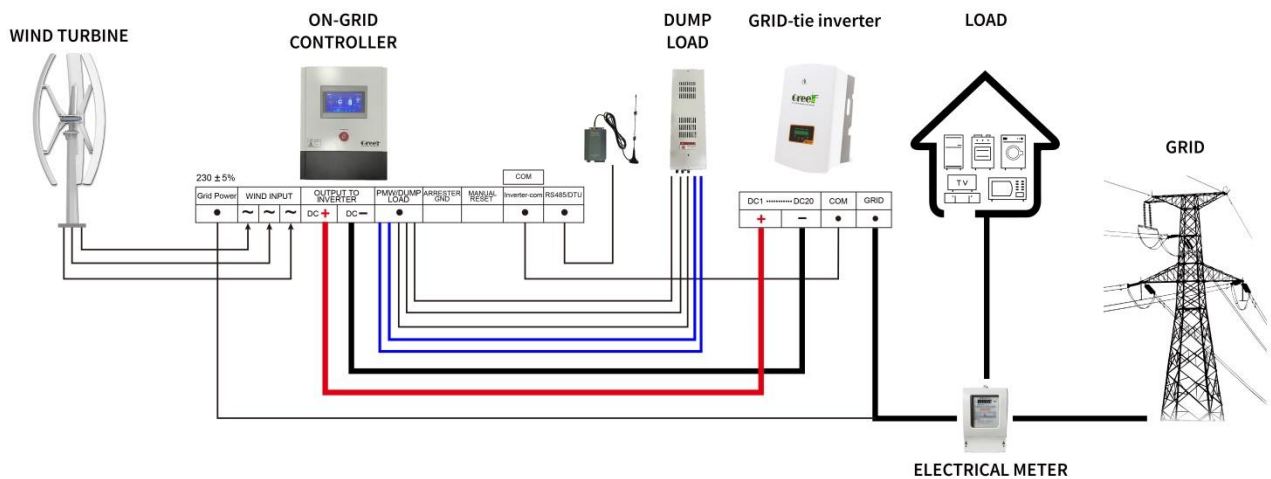 WIND TURBINE
ON-GRID
CONTROLLER
DUMP
LOAD
GRID-tie inverter
LOAD
GRID
Greef
Greef
TV
230 ±5%
COM
Grid Power
WIND INPUT
OUTPUT TO
INVERTER
DC + DC −
PMW/DUMP
LOAD
ARRESTER
GND
MANUAL
RESET
Inverter-com
RS485/DTU
DC1 ··········· DC20
+ −
COM
GRID
~ ~ ~
ELECTRICAL METER